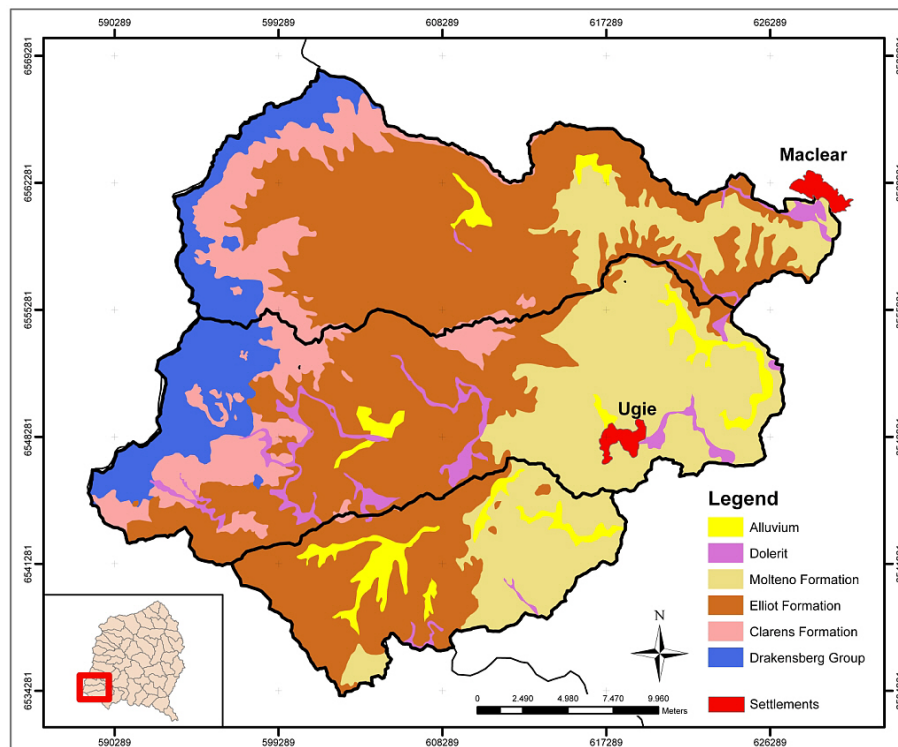 590289 599289 608289 617289 626289
6569281
6562281
6555281
6548281
6541281
6534281
Maclear
Ugie
Legend
Alluvium
Dolerit
Molteno Formation
Elliot Formation
Clarens Formation
Drakensberg Group
Settlements
N
0 2.490 4.980 7.470 9.960
Meters
590289 599289 608289 617289 626289